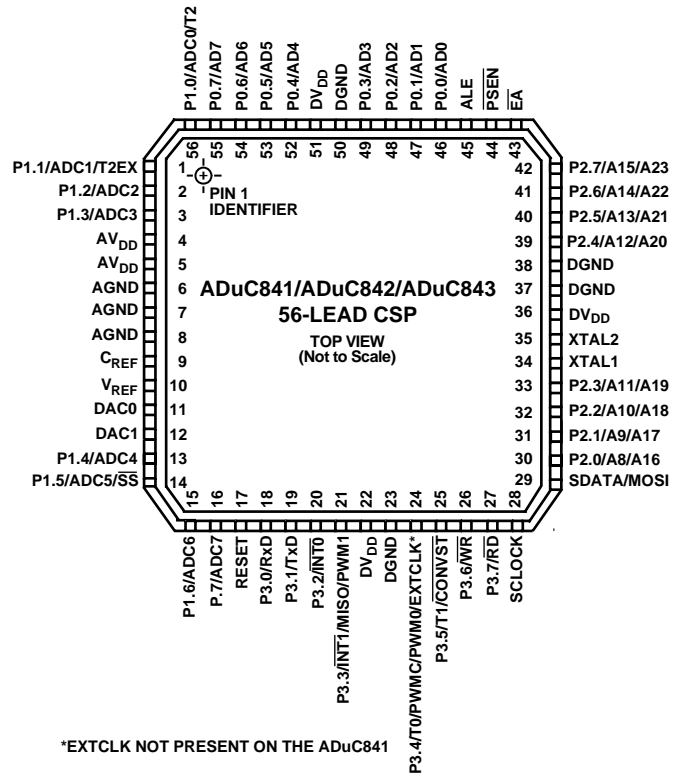 P1.0/ADC0/T2
P0.7/AD7
P0.6/AD6
P0.5/AD5
P0.4/AD4
DVDD
DGND
P0.3/AD3
P0.2/AD2
P0.1/AD1
P0.0/AD0
ALE
PSEN
EA
56
55
54
53
52
51
50
49
48
47
46
45
44
43
P1.1/ADC1/T2EX 1
P1.2/ADC2 2
P1.3/ADC3 3
AVDD 4
AVDD 5
AGND 6
AGND 7
AGND 8
CREF 9
VREF 10
DAC0 11
DAC1 12
P1.4/ADC4 13
P1.5/ADC5/SS 14
PIN 1
IDENTIFIER
ADuC841/ADuC842/ADuC843
56-LEAD CSP
TOP VIEW
(Not to Scale)
42 P2.7/A15/A23
41 P2.6/A14/A22
40 P2.5/A13/A21
39 P2.4/A12/A20
38 DGND
37 DGND
36 DVDD
35 XTAL2
34 XTAL1
33 P2.3/A11/A19
32 P2.2/A10/A18
31 P2.1/A9/A17
30 P2.0/A8/A16
29 SDATA/MOSI
15
16
17
18
19
20
21
22
23
24
25
26
27
28
P1.6/ADC6
P.7/ADC7
RESET
P3.0/RxD
P3.1/TxD
P3.2/INT0
P3.3/INT1/MISO/PWM1
DVDD
DGND
P3.4/T0/PWMC/PWM0/EXTCLK*
P3.5/T1/CONVST
P3.6/WR
P3.7/RD
SCLOCK
*EXTCLK NOT PRESENT ON THE ADuC841